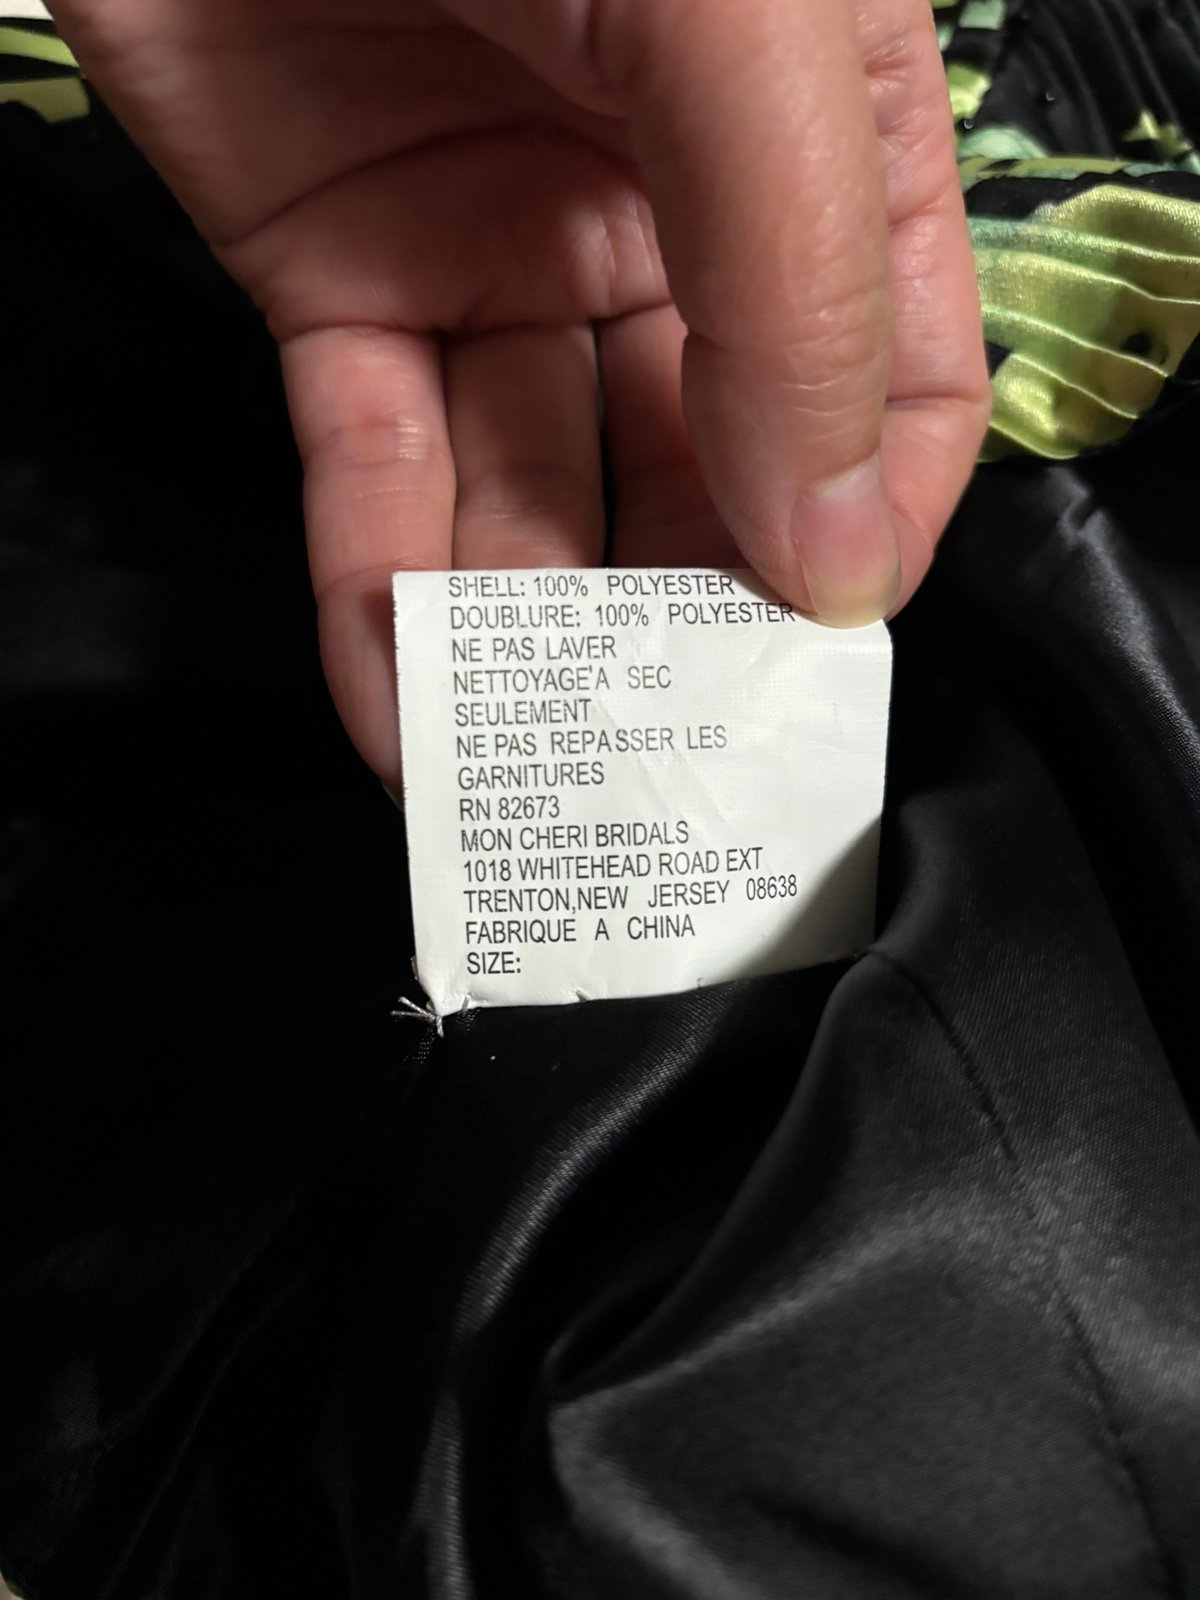 SHELL: 100% POLYESTER
DOUBLURE: 100% POLYESTER
NE PAS LAVER
NETTOYAGE'A SEC
SEULEMENT
NE PAS REPASSER LES
GARNITURES
RN 82673
MON CHERI BRIDALS
1018 WHITEHEAD ROAD EXT
TRENTON,NEW JERSEY 08638
FABRIQUE A CHINA
SIZE: